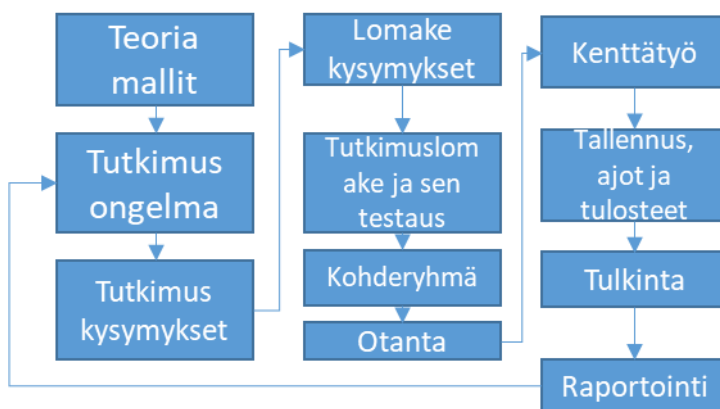 Teoria
mallit
Tutkimus
ongelma
Tutkimus
kysymykset
Lomake
kysymykset
Tutkimuslom
ake ja sen
testaus
Kohderyhmä
Otanta
Kenttätyö
Tallennus,
ajot ja
tulosteet
Tulkinta
Raportointi